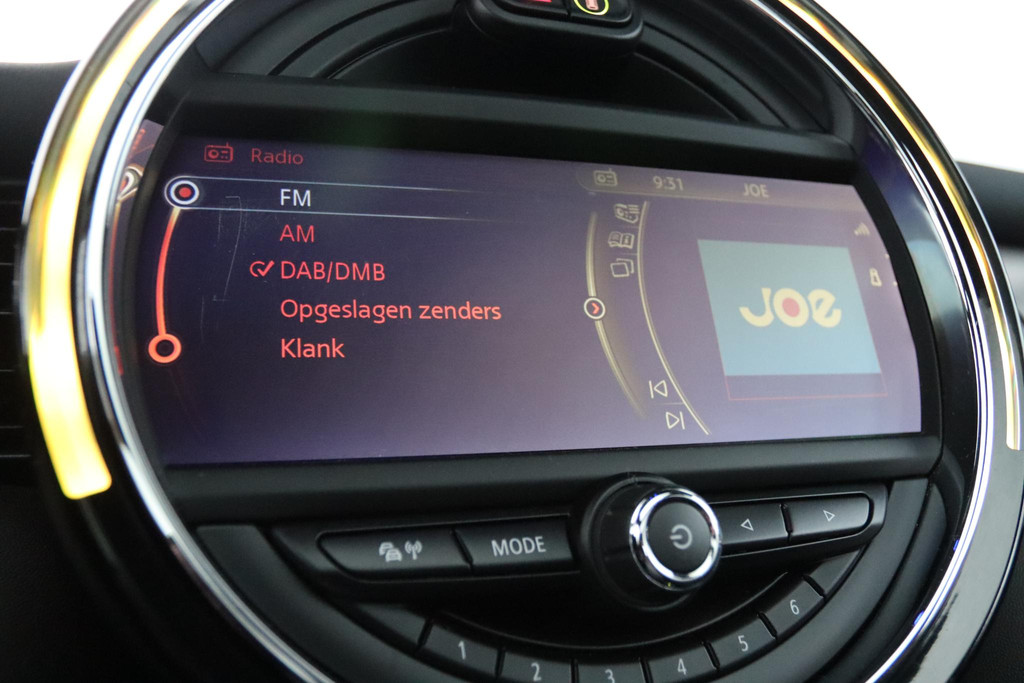 Radio
9:31 JOE
FM
AM
DAB/DMB
Opgeslagen zenders
Klank
JOE
MODE
1 2 3 4 5 6